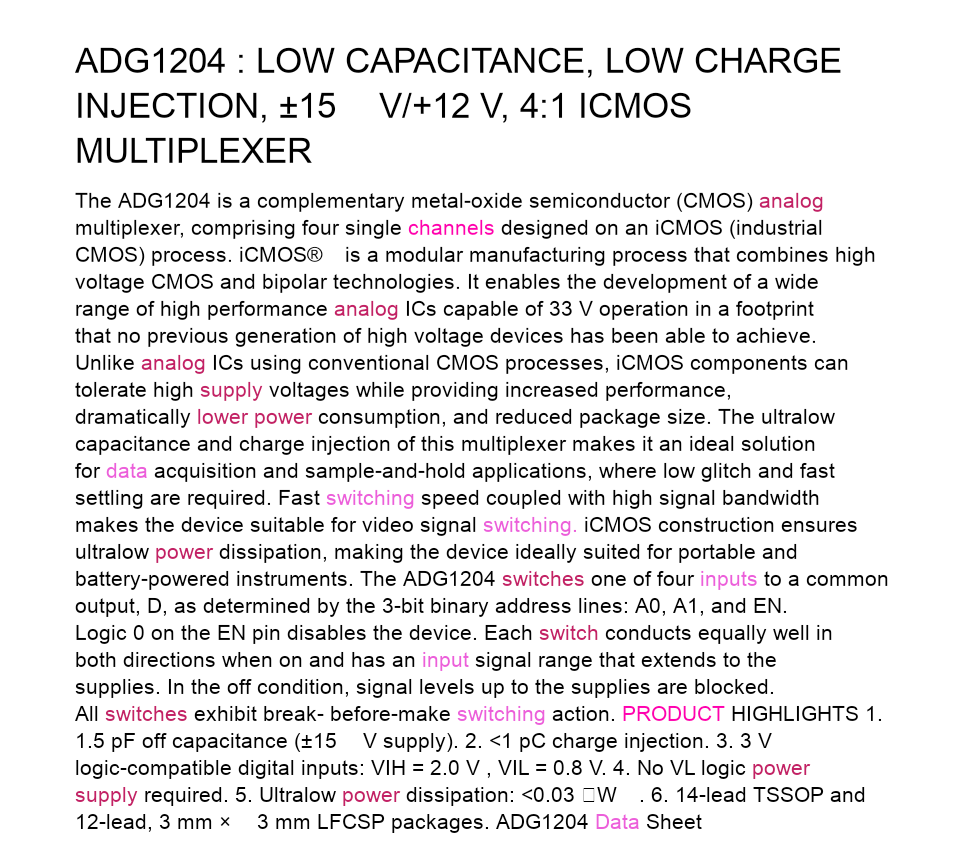 ADG1204 : LOW CAPACITANCE, LOW CHARGE
INJECTION, ±15 V/+12 V, 4:1 ICMOS
MULTIPLEXER
The ADG1204 is a complementary metal-oxide semiconductor (CMOS) analog
multiplexer, comprising four single channels designed on an iCMOS (industrial
CMOS) process. iCMOS® is a modular manufacturing process that combines high
voltage CMOS and bipolar technologies. It enables the development of a wide
range of high performance analog ICs capable of 33 V operation in a footprint
that no previous generation of high voltage devices has been able to achieve.
Unlike analog ICs using conventional CMOS processes, iCMOS components can
tolerate high supply voltages while providing increased performance,
dramatically lower power consumption, and reduced package size. The ultralow
capacitance and charge injection of this multiplexer makes it an ideal solution
for data acquisition and sample-and-hold applications, where low glitch and fast
settling are required. Fast switching speed coupled with high signal bandwidth
makes the device suitable for video signal switching. iCMOS construction ensures
ultralow power dissipation, making the device ideally suited for portable and
battery-powered instruments. The ADG1204 switches one of four inputs to a common
output, D, as determined by the 3-bit binary address lines: A0, A1, and EN.
Logic 0 on the EN pin disables the device. Each switch conducts equally well in
both directions when on and has an input signal range that extends to the
supplies. In the off condition, signal levels up to the supplies are blocked.
All switches exhibit break- before-make switching action. PRODUCT HIGHLIGHTS 1.
1.5 pF off capacitance (±15 V supply). 2. <1 pC charge injection. 3. 3 V
logic-compatible digital inputs: VIH = 2.0 V , VIL = 0.8 V. 4. No VL logic power
supply required. 5. Ultralow power dissipation: <0.03 □W . 6. 14-lead TSSOP and
12-lead, 3 mm × 3 mm LFCSP packages. ADG1204 Data Sheet